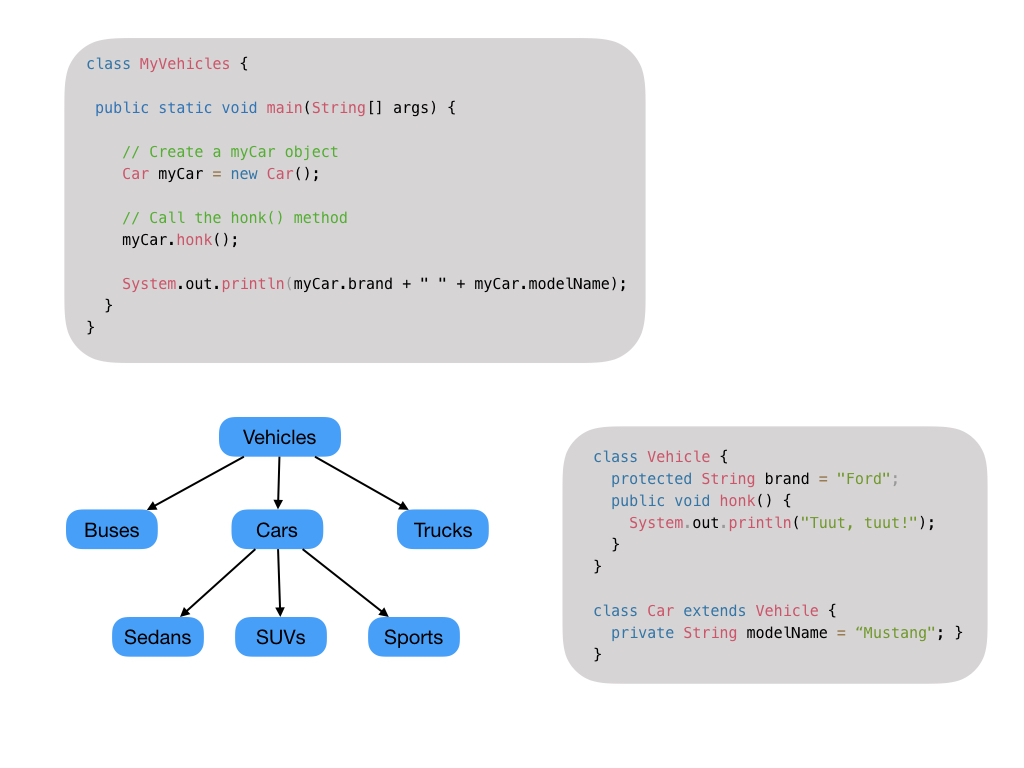 class MyVehicles {
public static void main(String[] args) {
// Create a myCar object
Car myCar = new Car();
// Call the honk() method
myCar.honk();
System.out.println(myCar.brand + " " + myCar.modelName);
}
}
Vehicles
Buses Cars Trucks
Sedans SUVs Sports
class Vehicle {
protected String brand = "Ford";
public void honk() {
System.out.println("Tuut, tuut!");
}
}
class Car extends Vehicle {
private String modelName = “Mustang"; }
}